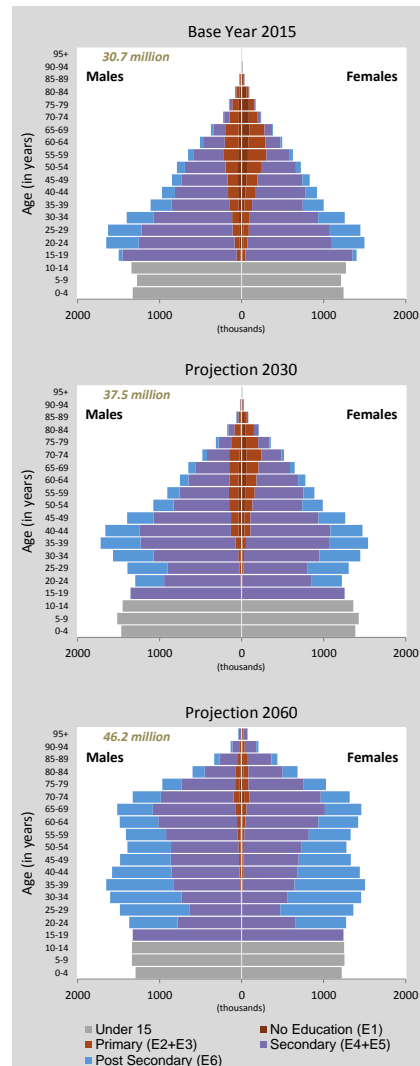 Base Year 2015
30.7 million
Males
Females
Age (in years)
95+
90-94
85-89
80-84
75-79
70-74
65-69
60-64
55-59
50-54
45-49
40-44
35-39
30-34
25-29
20-24
15-19
10-14
5-9
0-4
2000 1000 0 1000 2000
(thousands)
Projection 2030
37.5 million
Males
Females
Age (in years)
95+
90-94
85-89
80-84
75-79
70-74
65-69
60-64
55-59
50-54
45-49
40-44
35-39
30-34
25-29
20-24
15-19
10-14
5-9
0-4
2000 1000 0 1000 2000
(thousands)
Projection 2060
46.2 million
Males
Females
Age (in years)
95+
90-94
85-89
80-84
75-79
70-74
65-69
60-64
55-59
50-54
45-49
40-44
35-39
30-34
25-29
20-24
15-19
10-14
5-9
0-4
2000 1000 0 1000 2000
(thousands)
Under 15
No Education (E1)
Primary (E2+E3)
Secondary (E4+E5)
Post Secondary (E6)